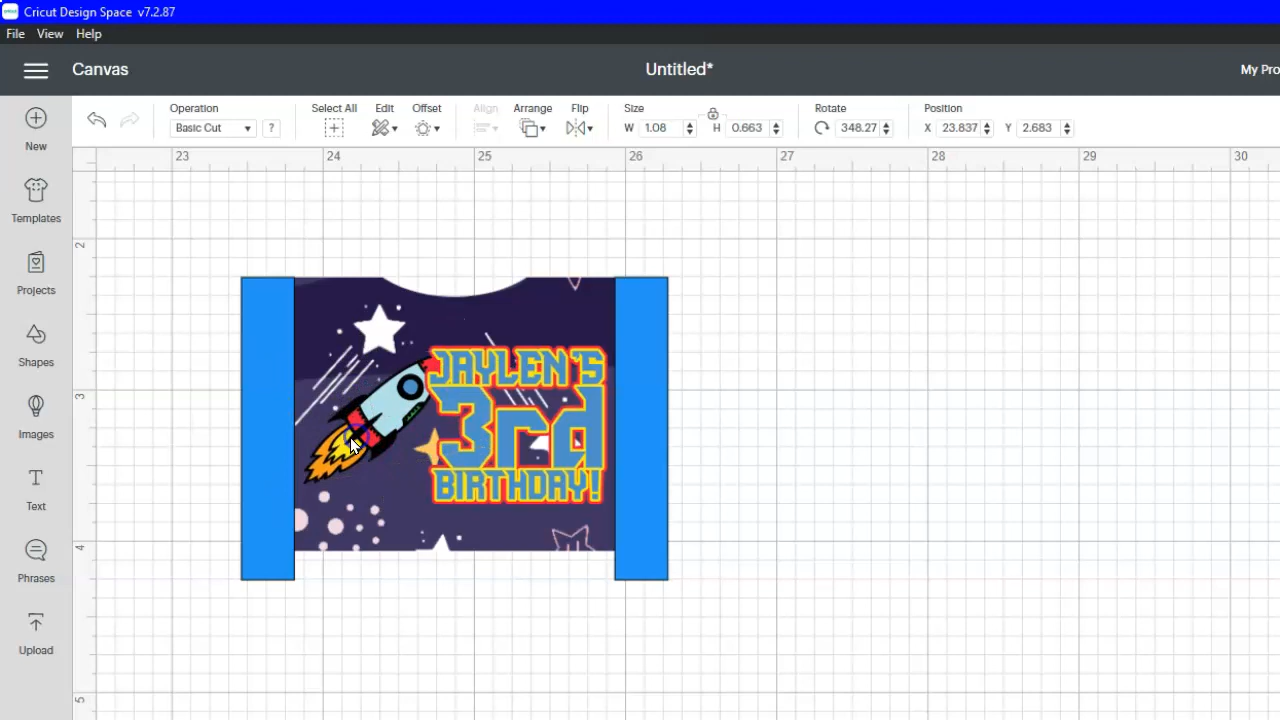 Cricut Design Space v7.2.87
File View Help
Canvas
Untitled*
My Pro
Operation
Basic Cut
?
Select All
Edit
Offset
Align
Arrange
Flip
Size
W 1.08
H 0.663
Rotate
348.27
Position
X 23.837
Y 2.683
23 24 25 26 27 28 29 30
2
3
4
5
New
Templates
Projects
Shapes
Images
Text
Phrases
Upload
JAYLEN'S
3rd
BIRTHDAY!